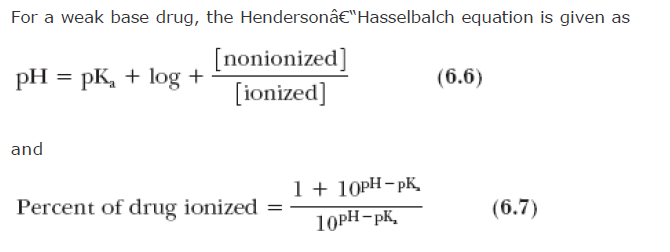 For a weak base drug, the Hendersonâ€“Hasselbalch equation is given as
pH = pKₐ + log + [nonionized] / [ionized] (6.6)
and
Percent of drug ionized = 1 + 10^(pH − pKₐ) / 10^(pH − pKₐ) (6.7)